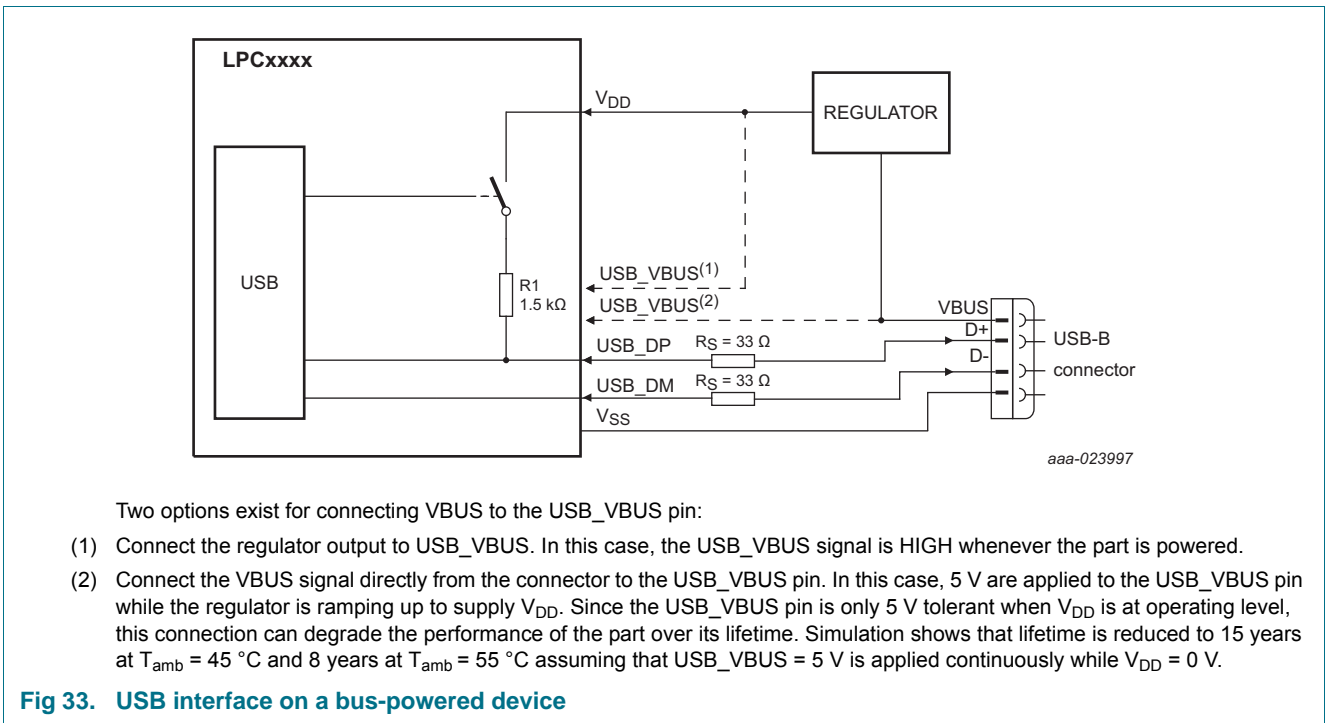 LPCxxxx
VDD
REGULATOR
USB
R1
1.5 kΩ
USB_VBUS(1)
USB_VBUS(2)
VBUS
USB_DP
RS = 33 Ω
D+
USB-B
USB_DM
RS = 33 Ω
D-
connector
VSS
aaa-023997
Two options exist for connecting VBUS to the USB_VBUS pin:
(1) Connect the regulator output to USB_VBUS. In this case, the USB_VBUS signal is HIGH whenever the part is powered.
(2) Connect the VBUS signal directly from the connector to the USB_VBUS pin. In this case, 5 V are applied to the USB_VBUS pin
while the regulator is ramping up to supply VDD. Since the USB_VBUS pin is only 5 V tolerant when VDD is at operating level,
this connection can degrade the performance of the part over its lifetime. Simulation shows that lifetime is reduced to 15 years
at Tamb = 45 °C and 8 years at Tamb = 55 °C assuming that USB_VBUS = 5 V is applied continuously while VDD = 0 V.
Fig 33. USB interface on a bus-powered device